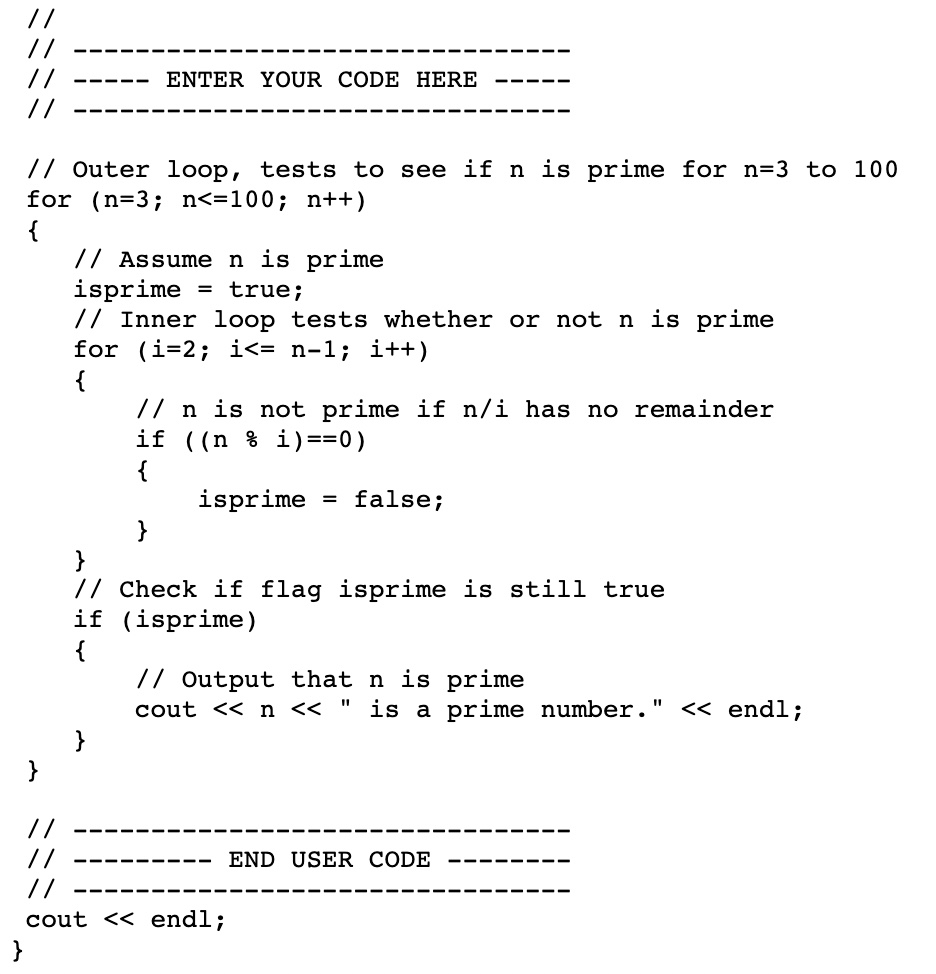 //
// --------------------------------
// ----- ENTER YOUR CODE HERE -----
// --------------------------------
// Outer loop, tests to see if n is prime for n=3 to 100
for (n=3; n<=100; n++)
{
// Assume n is prime
isprime = true;
// Inner loop tests whether or not n is prime
for (i=2; i<= n-1; i++)
{
// n is not prime if n/i has no remainder
if ((n % i)==0)
{
isprime = false;
}
}
// Check if flag isprime is still true
if (isprime)
{
// Output that n is prime
cout << n << " is a prime number." << endl;
}
}
// --------------------------------
// --------- END USER CODE --------
// --------------------------------
cout << endl;
}